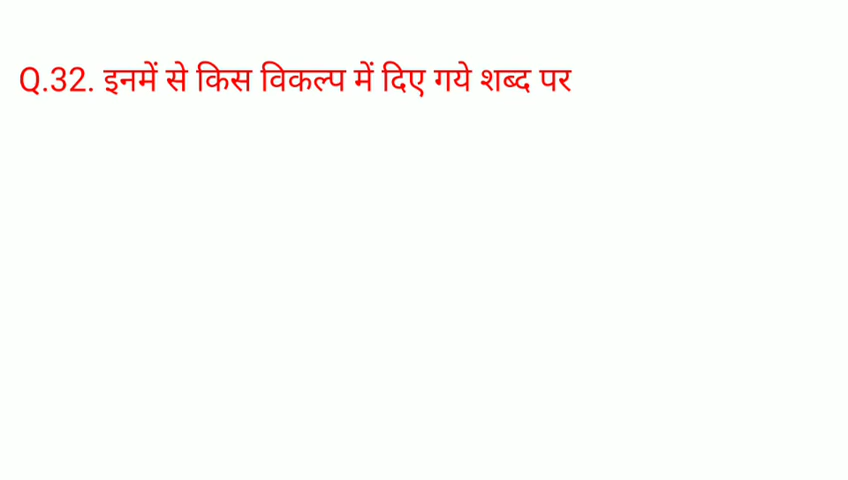 Q.32. इनमें से किस विकल्प में दिए गये शब्द पर